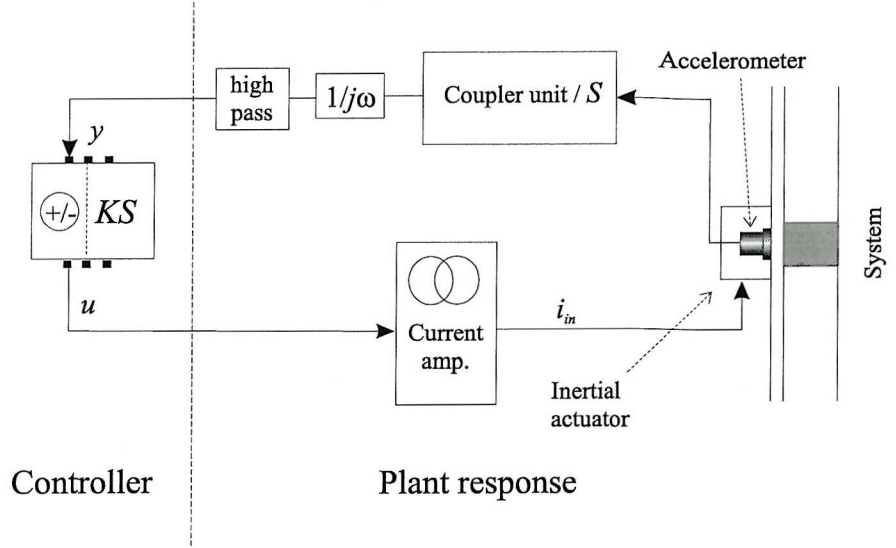 Accelerometer
high
pass
1/jω
Coupler unit / S
y
+/-
KS
System
u
i_in
Current
amp.
Inertial
actuator
Controller
Plant response